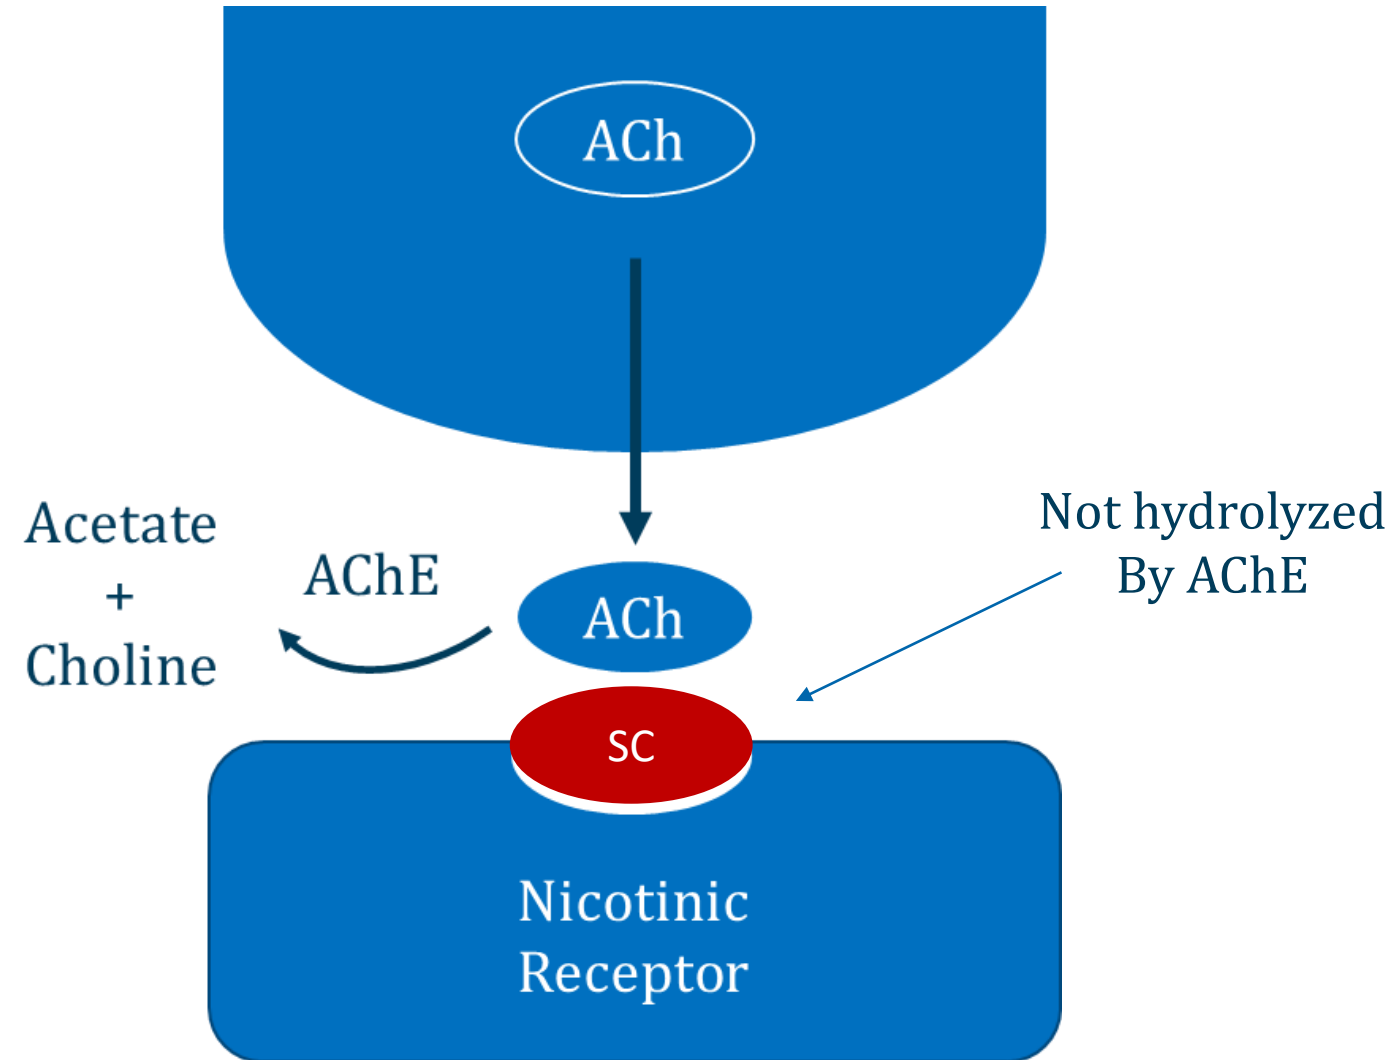 ACh
Acetate
+
Choline
AChE
ACh
Not hydrolyzed
By AChE
SC
Nicotinic
Receptor